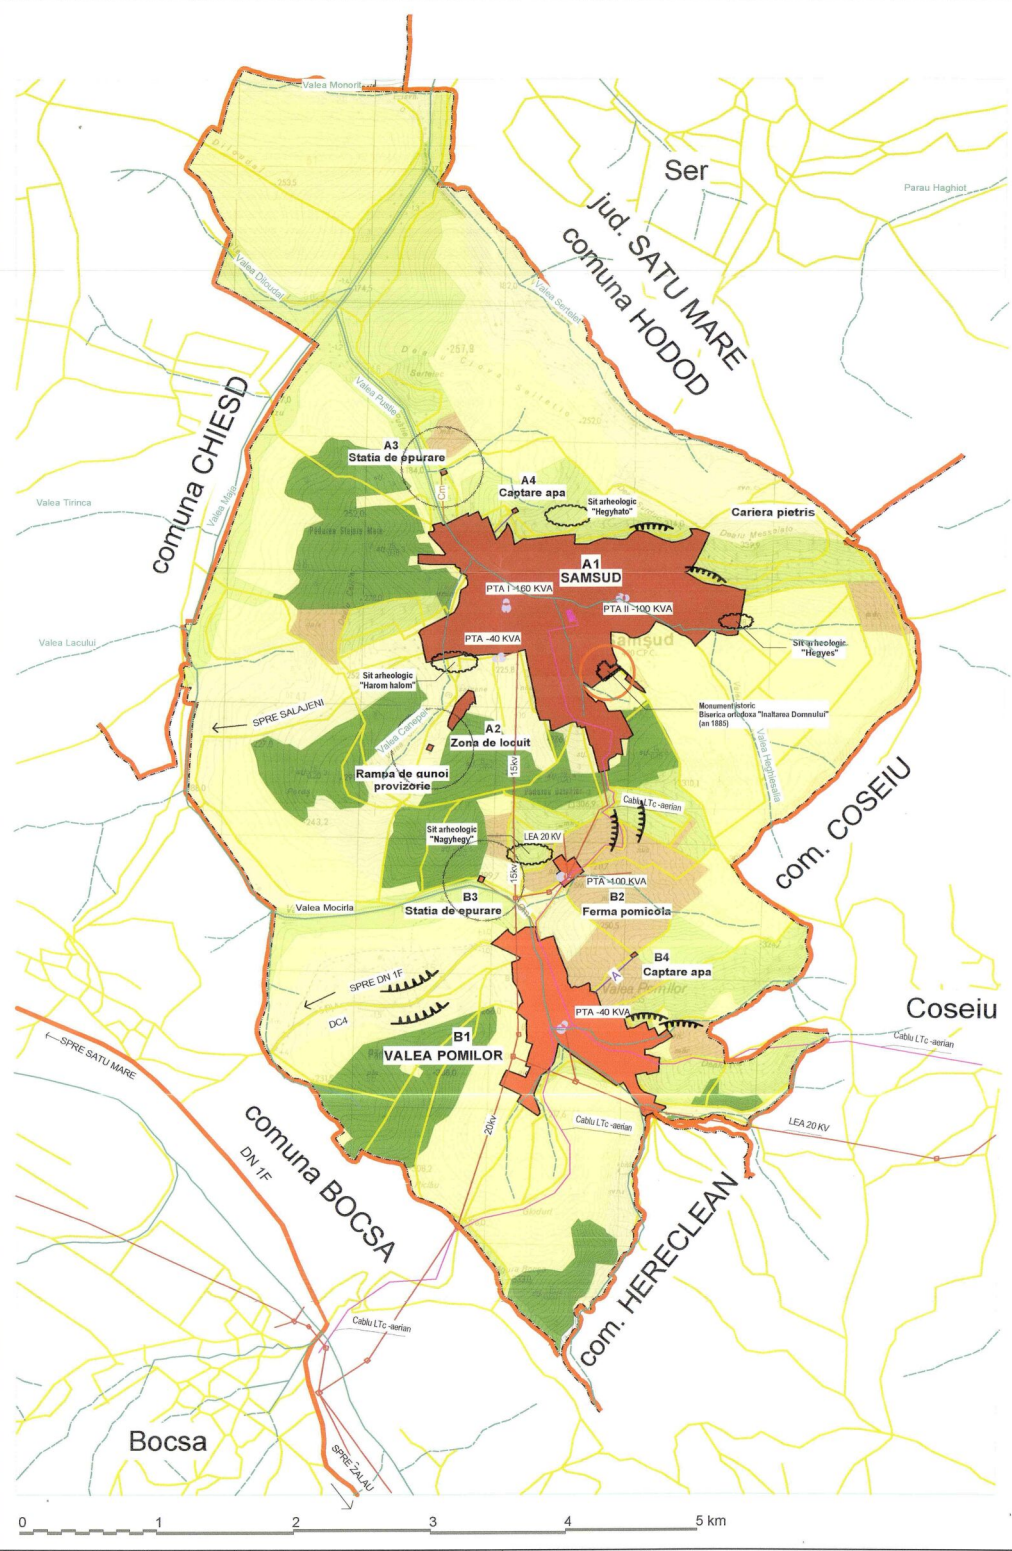 Valea Monorit
Ser
Parau Haghiot
jud. SATU MARE
comuna HODOD
Valea Diloudal
Valea Sertelet
Valea Pustie
comuna CHIESD
A3
Statia de epurare
A4
Captare apa
Sit arheologic
"Hegyhato"
Cariera pietris
Valea Tirinca
Valea Maja
A1
SAMSUD
PTA I -160 KVA
PTA II -100 KVA
PTA -40 KVA
Valea Lacului
Sit arheologic
"Hegyes"
Sit arheologic
"Harom halom"
Monument istoric
Biserica ortodoxa "Inaltarea Domnului"
(an 1885)
SPRE SALAJENI
Valea Canepei
A2
Zona de locuit
Valea Heghiesalia
Rampa de gunoi
provizorie
15kv
Cablu LTc -aerian
com. COSEIU
Sit arheologic
"Nagyhegy"
LEA 20 KV
15kv
PTA -100 KVA
B3
Statia de epurare
B2
Ferma pomicola
Valea Mocirla
B4
Captare apa
A
Valea Pomilor
SPRE DN 1F
DC4
PTA -40 KVA
Coseiu
B1
VALEA POMILOR
Cablu LTc -aerian
SPRE SATU MARE
20kv
Cablu LTc -aerian
LEA 20 KV
comuna BOCSA
DN 1F
com. HERECLEAN
Cablu LTc -aerian
Bocsa
SPRE ZALAU
0 1 2 3 4 5 km